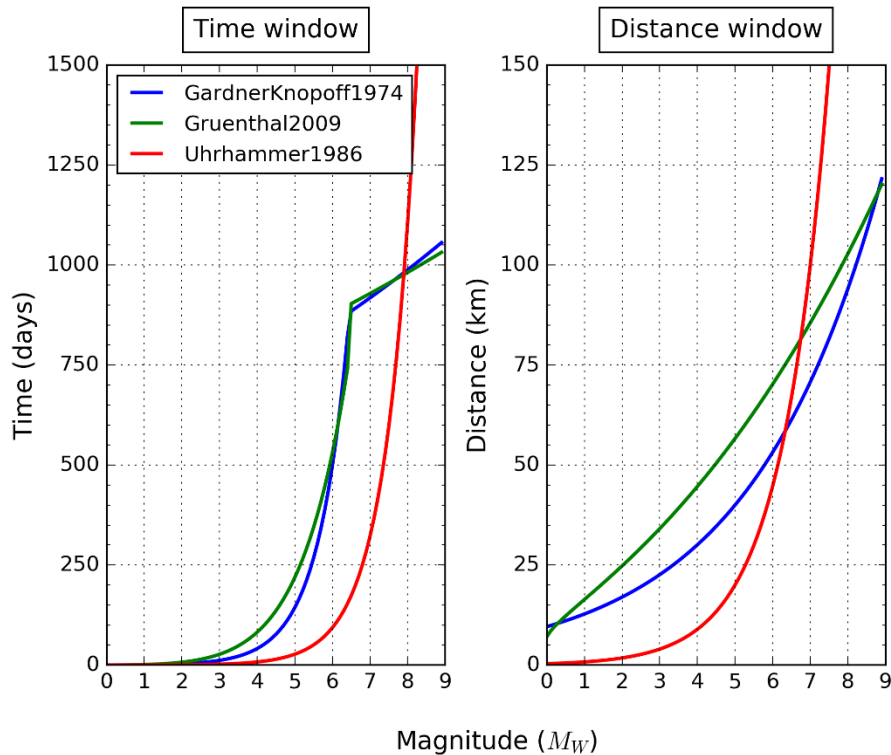 Time window
Distance window
1500
1250
1000
750
500
250
0
Time (days)
GardnerKnopoff1974
Gruenthal2009
Uhrhammer1986
0 1 2 3 4 5 6 7 8 9
150
125
100
75
50
25
0
Distance (km)
0 1 2 3 4 5 6 7 8 9
Magnitude (M_W)